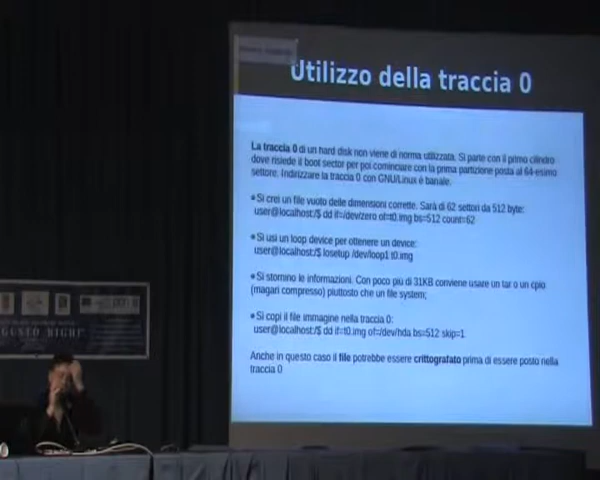 Utilizzo della traccia 0
La traccia 0 di un hard disk non viene di norma utilizzata. Si parte con il primo cilindro
dove risiede il boot sector per poi cominciare con la prima partizione posta al 64-esimo
settore. Indirizzare la traccia 0 con GNU/Linux è banale.
Si crei un file vuoto delle dimensioni corrette. Sarà di 62 settori da 512 byte:
user@localhost:/$ dd if=/dev/zero of=t0.img bs=512 count=62
Si usi un loop device per ottenere un device:
user@localhost:/$ losetup /dev/loop1 t0.img
Si stornino le informazioni. Con poco più di 31KB conviene usare un tar o un cpio
(magari compresso) piuttosto che un file system;
Si copi il file immagine nella traccia 0:
user@localhost:/$ dd if=t0.img of=/dev/hda bs=512 skip=1
Anche in questo caso il file potrebbe essere crittografato prima di essere posto nella
traccia 0